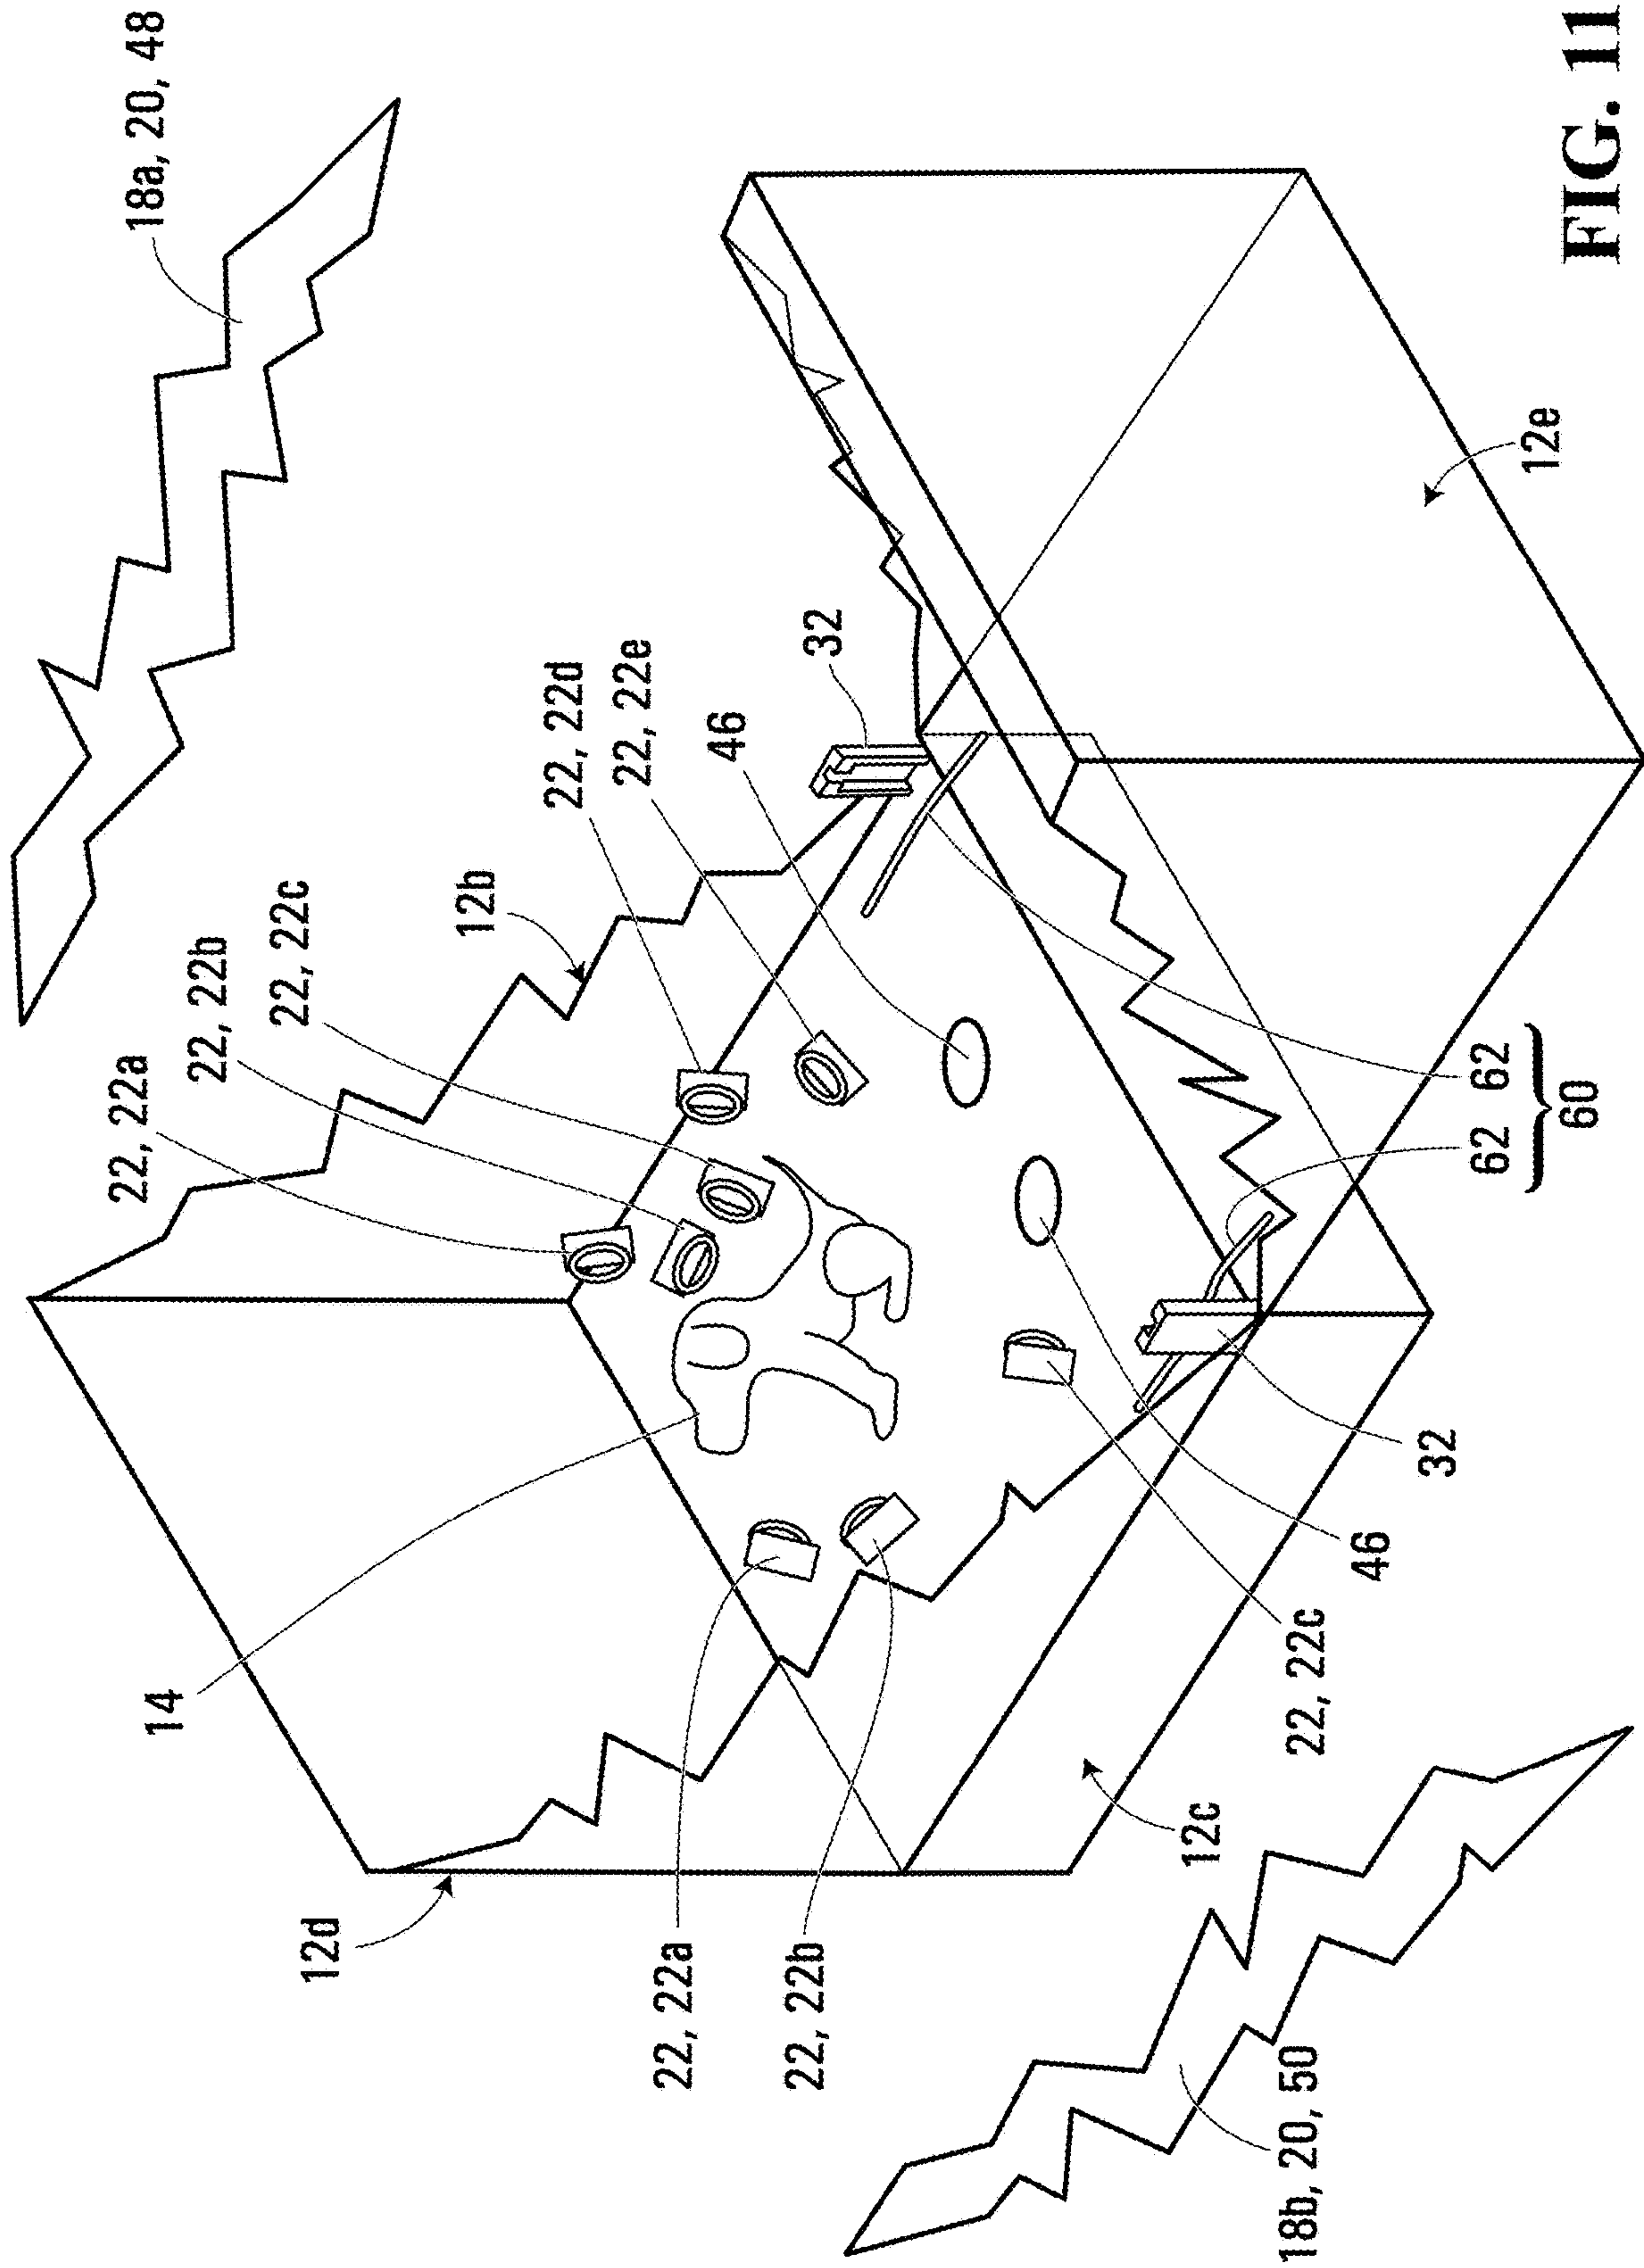 18a, 20, 48
22, 22a
14
22, 22b
22, 22c
12d
12b
22, 22d
22, 22e
22, 22a
46
22, 22b
32
12c
18b, 20, 50
22, 22c
46
32
62 62
12e
60
FIG. 11